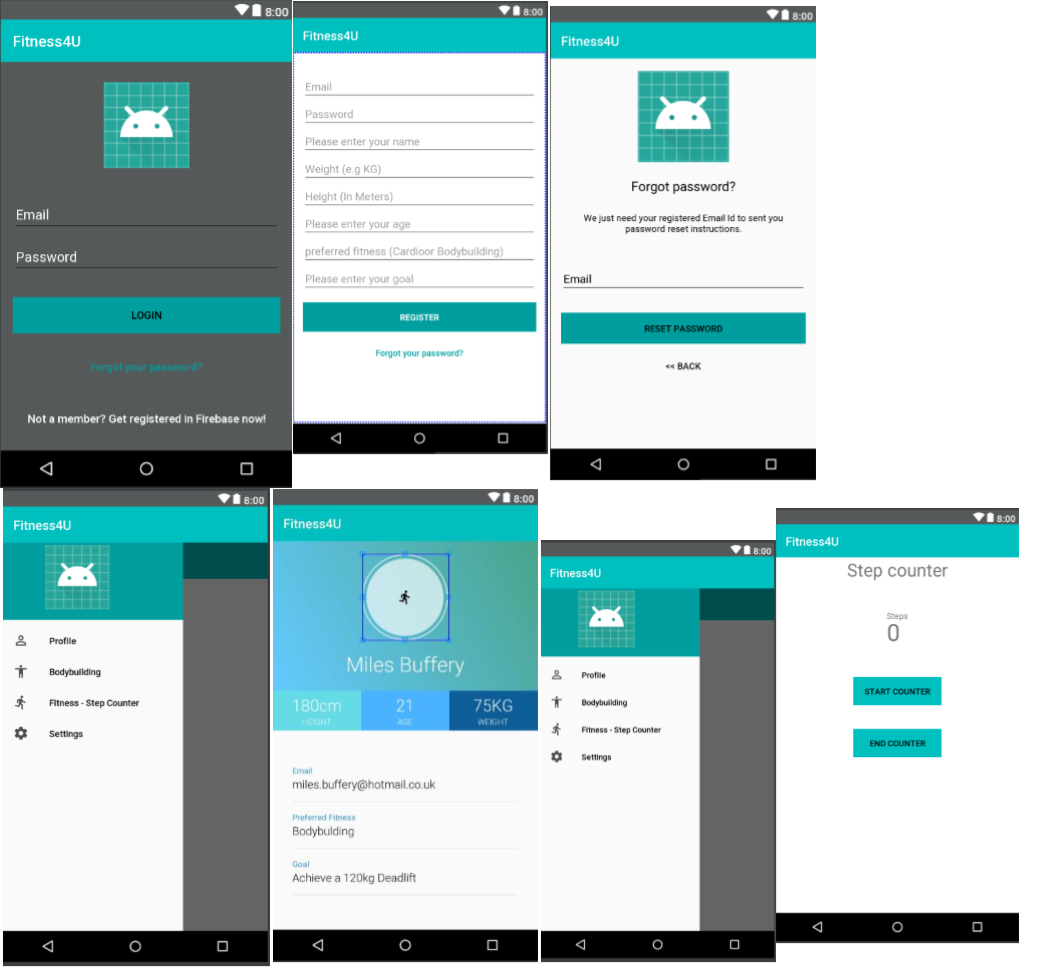 8:00
Fitness4U
Email
Password
LOGIN
Forgot your password?
Not a member? Get registered in Firebase now!
8:00
Fitness4U
Email
Password
Please enter your name
Weight (e.g KG)
Height (In Meters)
Please enter your age
preferred fitness (Cardioor Bodybuilding)
Please enter your goal
REGISTER
Forgot your password?
8:00
Fitness4U
Forgot password?
We just need your registered Email Id to sent you
password reset instructions.
Email
RESET PASSWORD
<< BACK
8:00
Fitness4U
Profile
Bodybuilding
Fitness - Step Counter
Settings
8:00
Fitness4U
Miles Buffery
180cm 21 75KG
HEIGHT AGE WEIGHT
Email
miles.buffery@hotmail.co.uk
Preferred Fitness
Bodybulding
Goal
Achieve a 120kg Deadlift
8:00
Fitness4U
Profile
Bodybuilding
Fitness - Step Counter
Settings
8:00
Fitness4U
Step counter
Steps
0
START COUNTER
END COUNTER